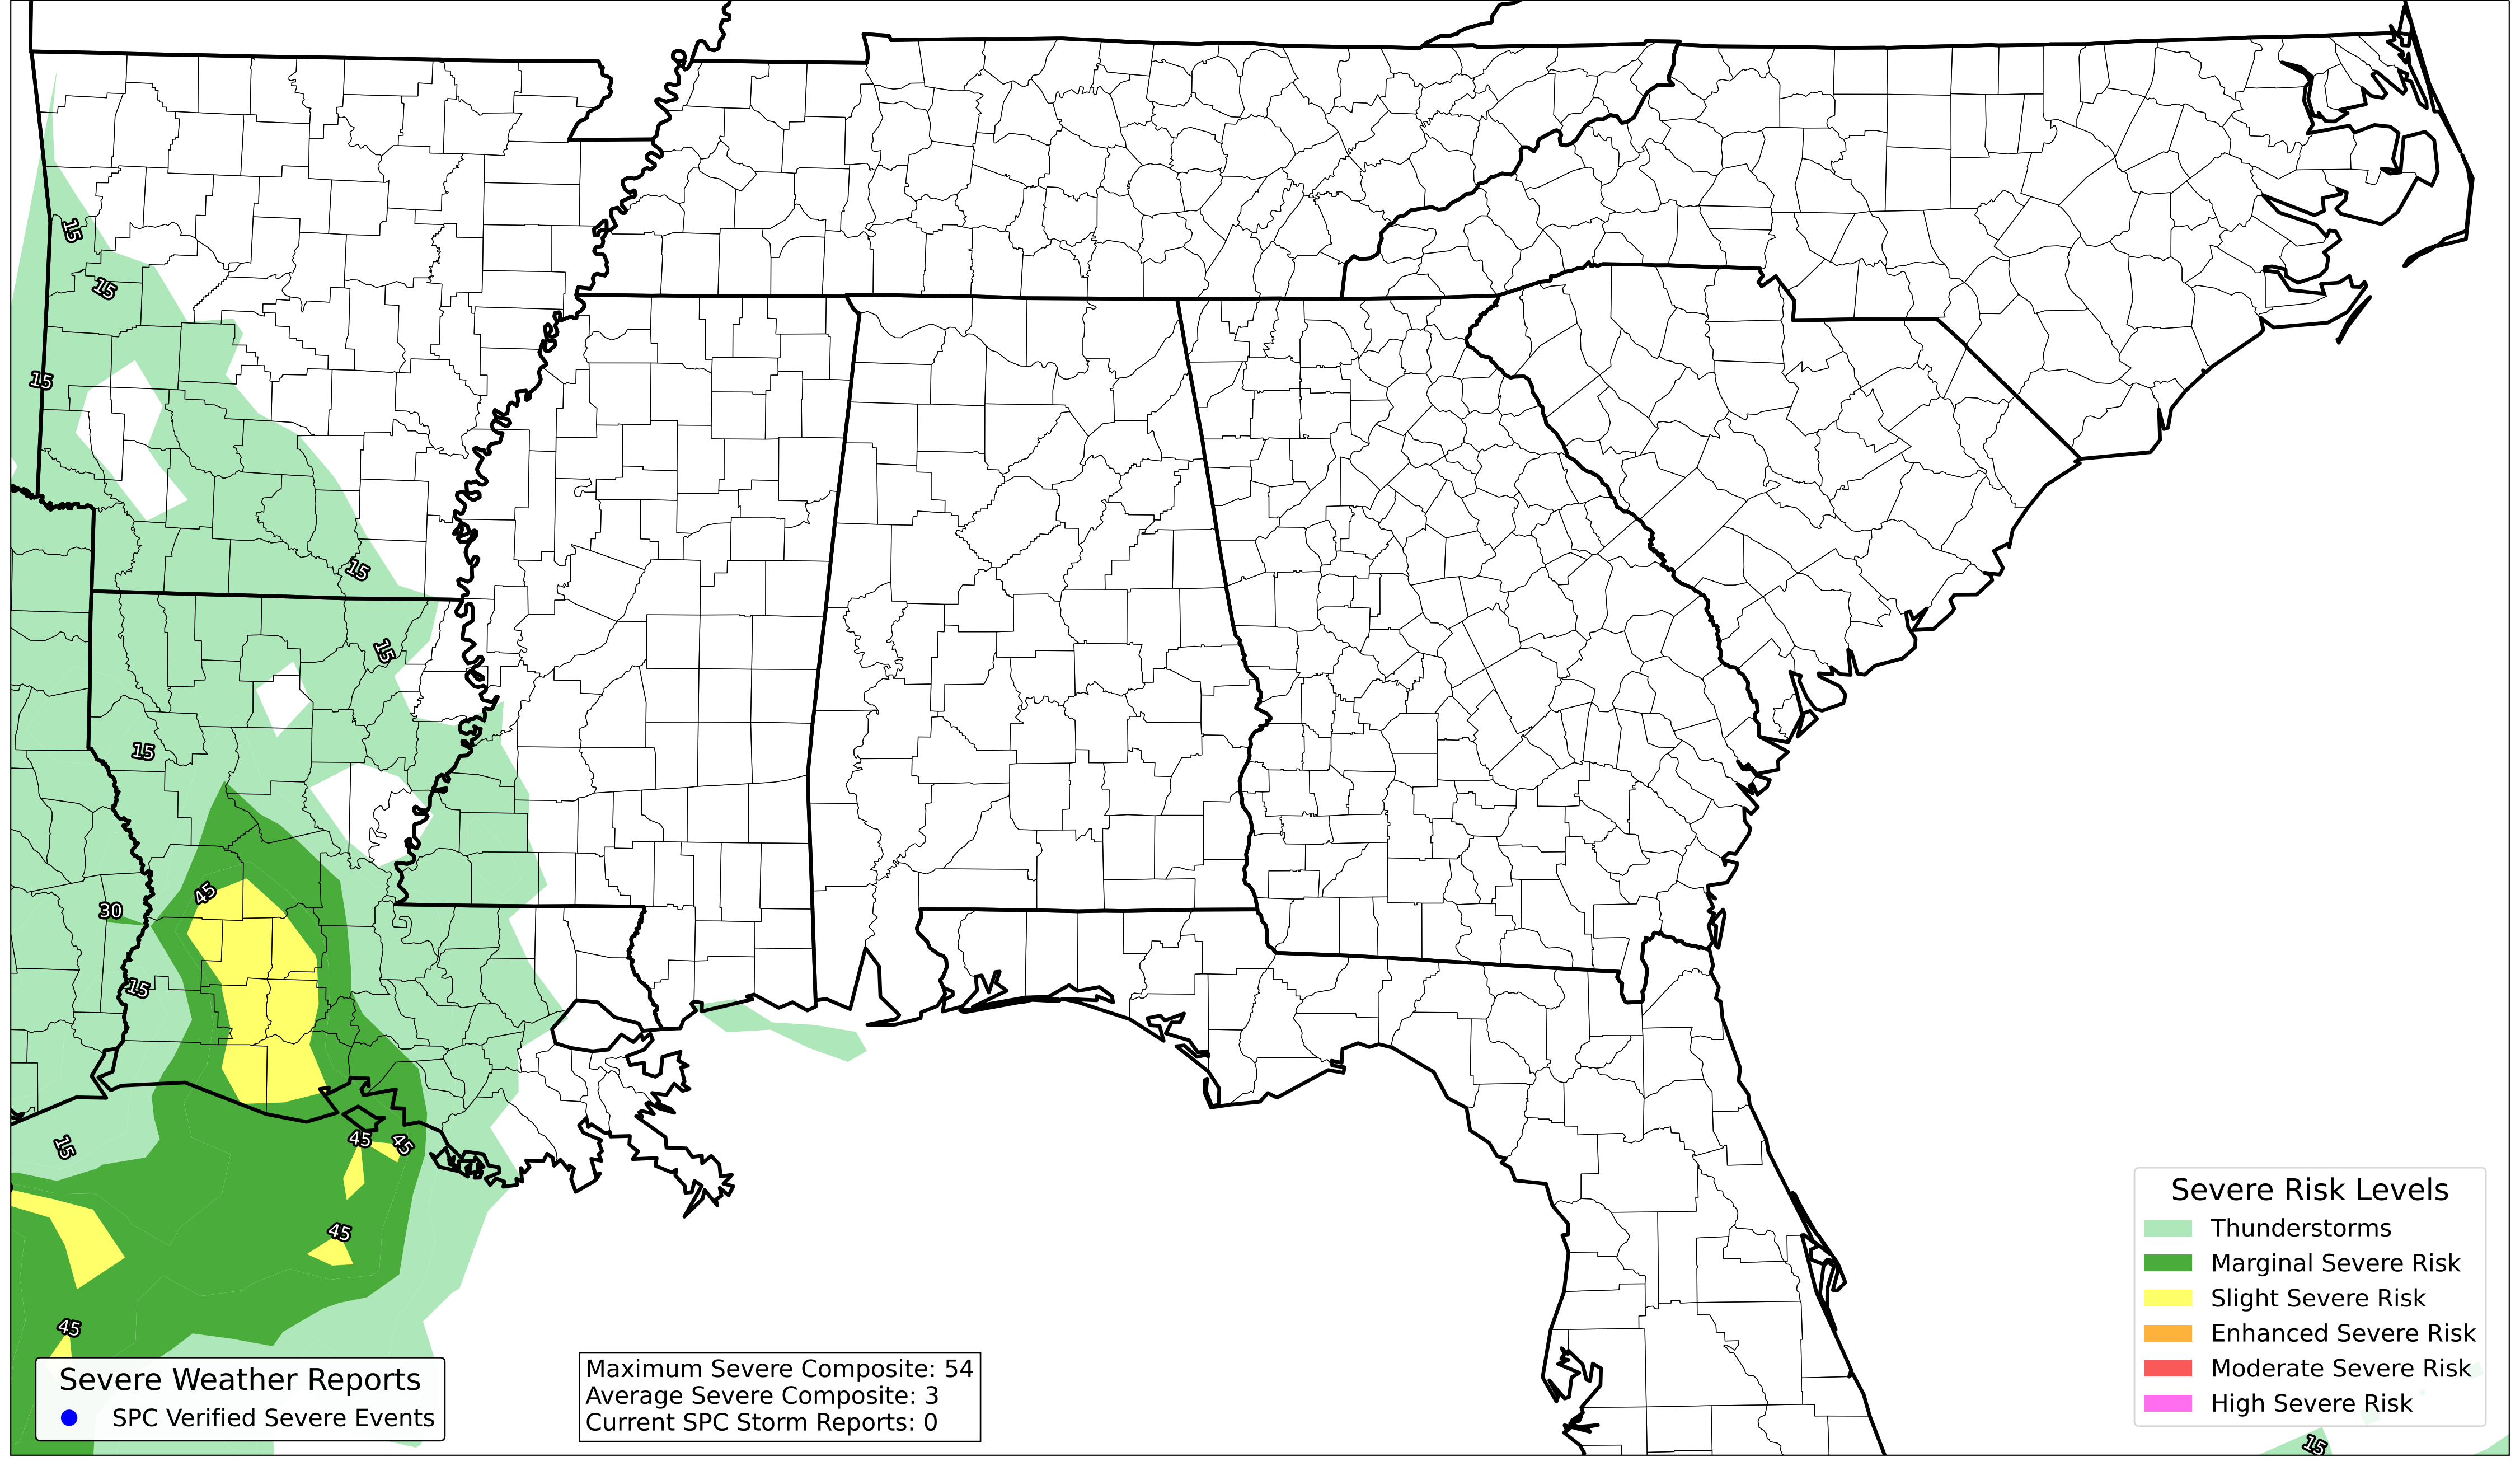 15
15
15
15
15
15
45
30
15
15
45
45
45
45
Severe Risk Levels
Thunderstorms
Marginal Severe Risk
Slight Severe Risk
Enhanced Severe Risk
Moderate Severe Risk
High Severe Risk
Severe Weather Reports
SPC Verified Severe Events
Maximum Severe Composite: 54
Average Severe Composite: 3
Current SPC Storm Reports: 0
15